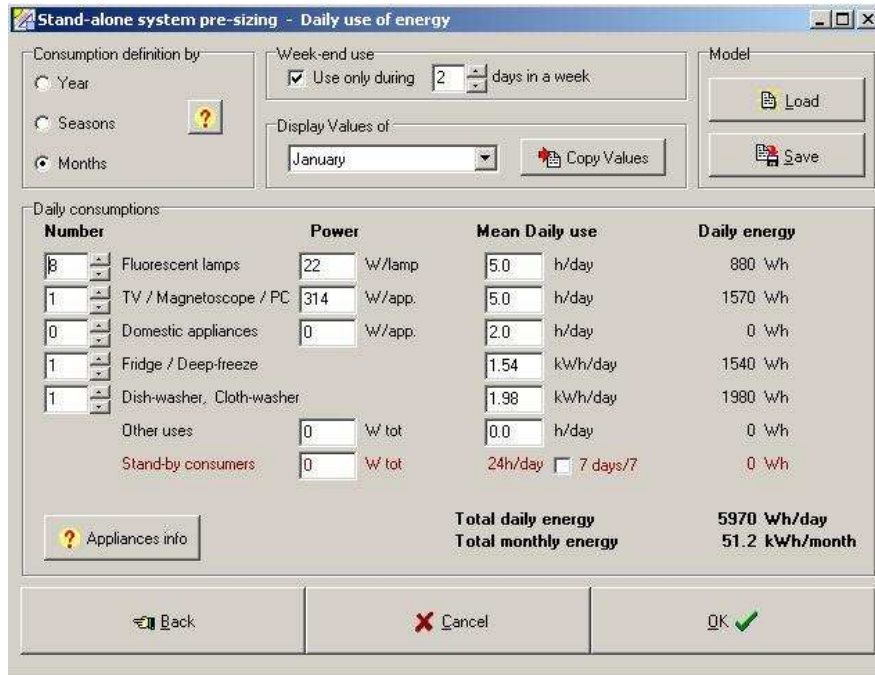 Stand-alone system pre-sizing - Daily use of energy
Consumption definition by
Year
Seasons
Months
?
Week-end use
Use only during 2 days in a week
Display Values of
January
Copy Values
Model
Load
Save
Daily consumptions
Number Power Mean Daily use Daily energy
8 Fluorescent lamps 22 W/lamp 5.0 h/day 880 Wh
1 TV / Magnetoscope / PC 314 W/app. 5.0 h/day 1570 Wh
0 Domestic appliances 0 W/app. 2.0 h/day 0 Wh
1 Fridge / Deep-freeze 1.54 kWh/day 1540 Wh
1 Dish-washer, Cloth-washer 1.98 kWh/day 1980 Wh
Other uses 0 W tot 0.0 h/day 0 Wh
Stand-by consumers 0 W tot 24h/day 7 days/7 0 Wh
Total daily energy 5970 Wh/day
Total monthly energy 51.2 kWh/month
? Appliances info
Back
Cancel
OK